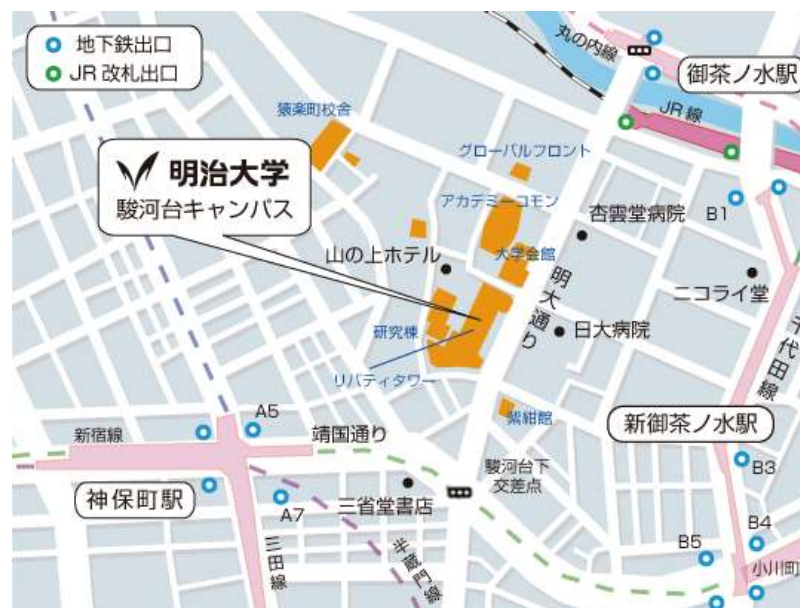 地下鉄出口
JR 改札出口
丸の内線
御茶ノ水駅
JR 線
猿楽町校舎
グローバルフロント
明治大学
駿河台キャンパス
アカデミーコモン
杏雲堂病院
B1
山の上ホテル
大学会館
ニコライ堂
明大通り
研究棟
日大病院
リバティタワー
千代田線
A5
紫紺館
新御茶ノ水駅
新宿線
靖国通り
駿河台下
交差点
B3
神保町駅
A7
三省堂書店
B4
B5
三田線
半蔵門線
小川町